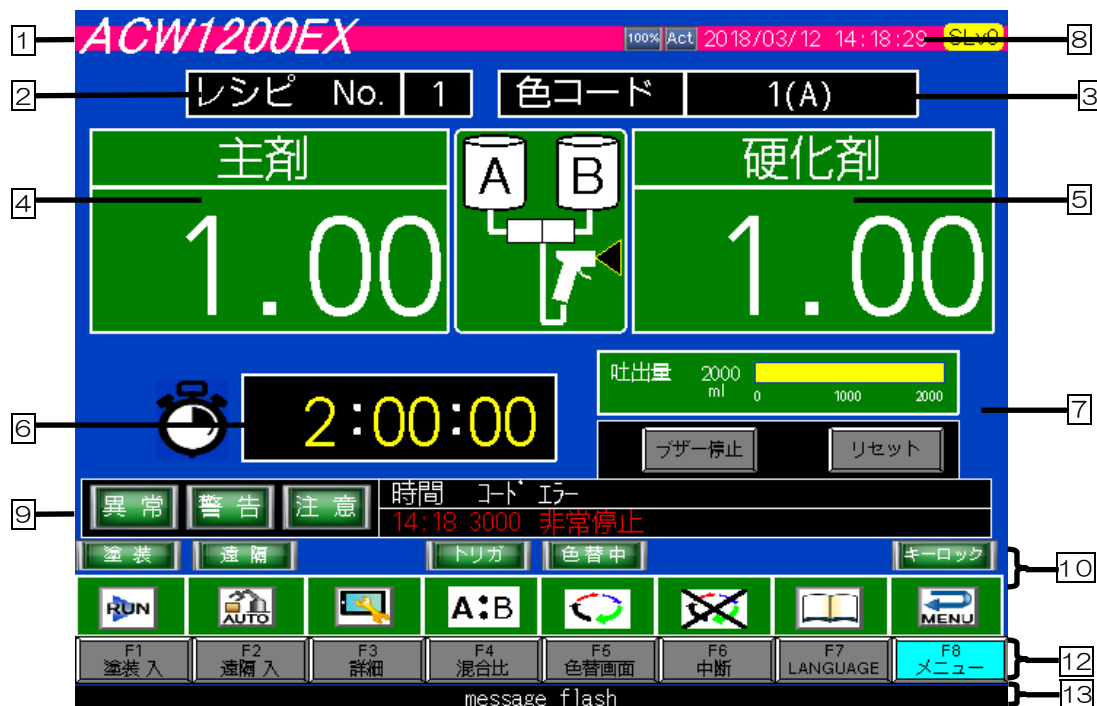 1 ACW1200EX 100% Act 2018/03/12 14:18:29 SLv0 8
2 レシピ No. 1 色コード 1(A) 3
主剤 A B 硬化剤
4 1.00 1.00 5
吐出量 2000 ml 0 1000 2000
6 2:00:00 7
ブザー停止 リセット
9 異常 警告 注意 時間 コード エラー
14:18 3000 非常停止
塗装 遠隔 トリガ 色替中 キーロック 10
RUN AUTO A:B MENU
F1 F2 F3 F4 F5 F6 F7 F8
塗装入 遠隔入 詳細 混合比 色替画面 中断 LANGUAGE メニュー 12
message flash 13